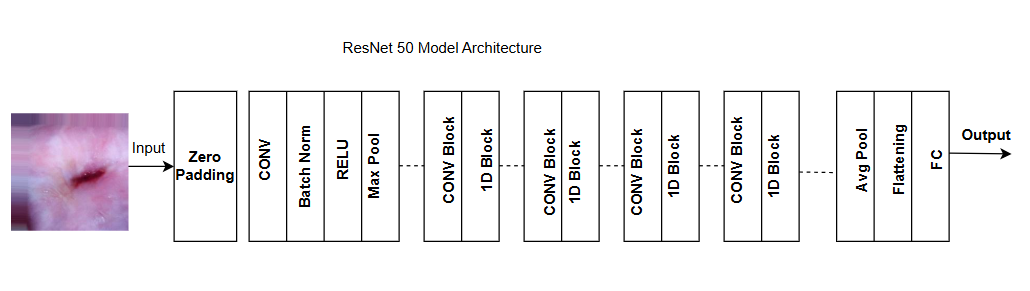 ResNet 50 Model Architecture
Input
Zero
Padding
CONV
Batch Norm
RELU
Max Pool
CONV Block
1D Block
CONV Block
1D Block
CONV Block
1D Block
CONV Block
1D Block
Avg Pool
Flattening
FC
Output